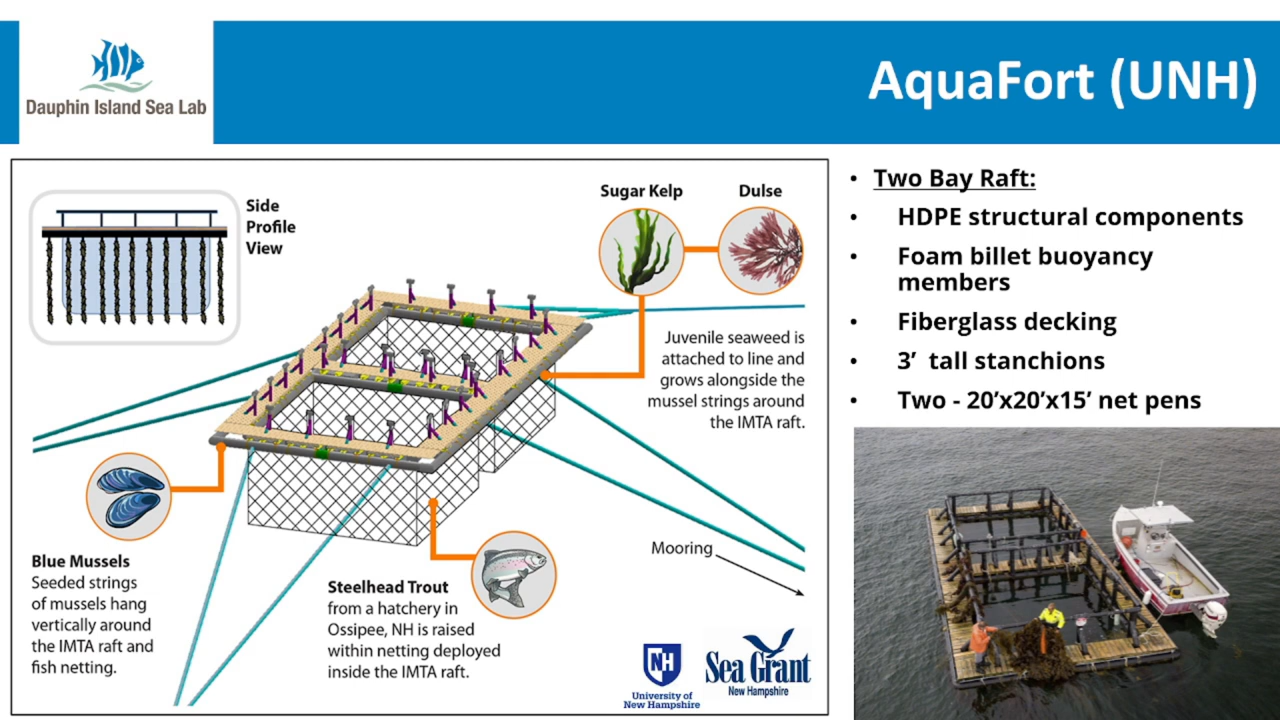 Dauphin Island Sea Lab
AquaFort (UNH)
Side
Profile
View
Sugar Kelp
Dulse
Juvenile seaweed is
attached to line and
grows alongside the
mussel strings around
the IMTA raft.
Blue Mussels
Seeded strings
of mussels hang
vertically around
the IMTA raft and
fish netting.
Steelhead Trout
from a hatchery in
Ossipee, NH is raised
within netting deployed
inside the IMTA raft.
Mooring
NH
University of
New Hampshire
Sea Grant
New Hampshire
• Two Bay Raft:
• HDPE structural components
• Foam billet buoyancy
members
• Fiberglass decking
• 3’ tall stanchions
• Two - 20’x20’x15’ net pens